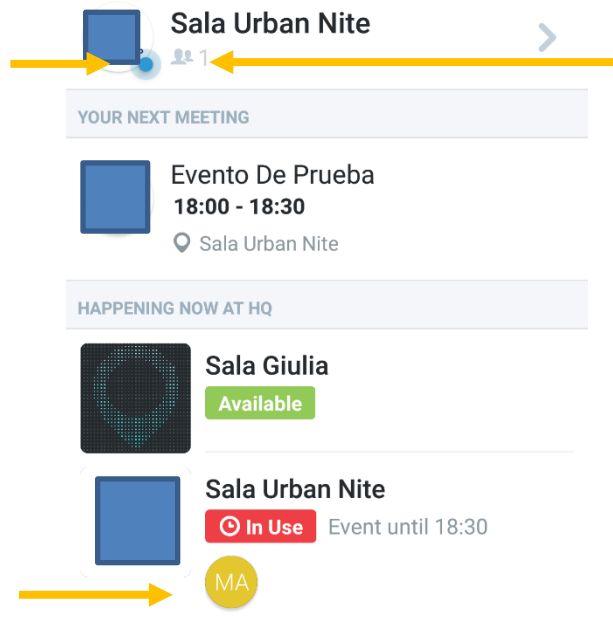 Sala Urban Nite
1
YOUR NEXT MEETING
Evento De Prueba
18:00 - 18:30
Sala Urban Nite
HAPPENING NOW AT HQ
Sala Giulia
Available
Sala Urban Nite
In Use Event until 18:30
MA